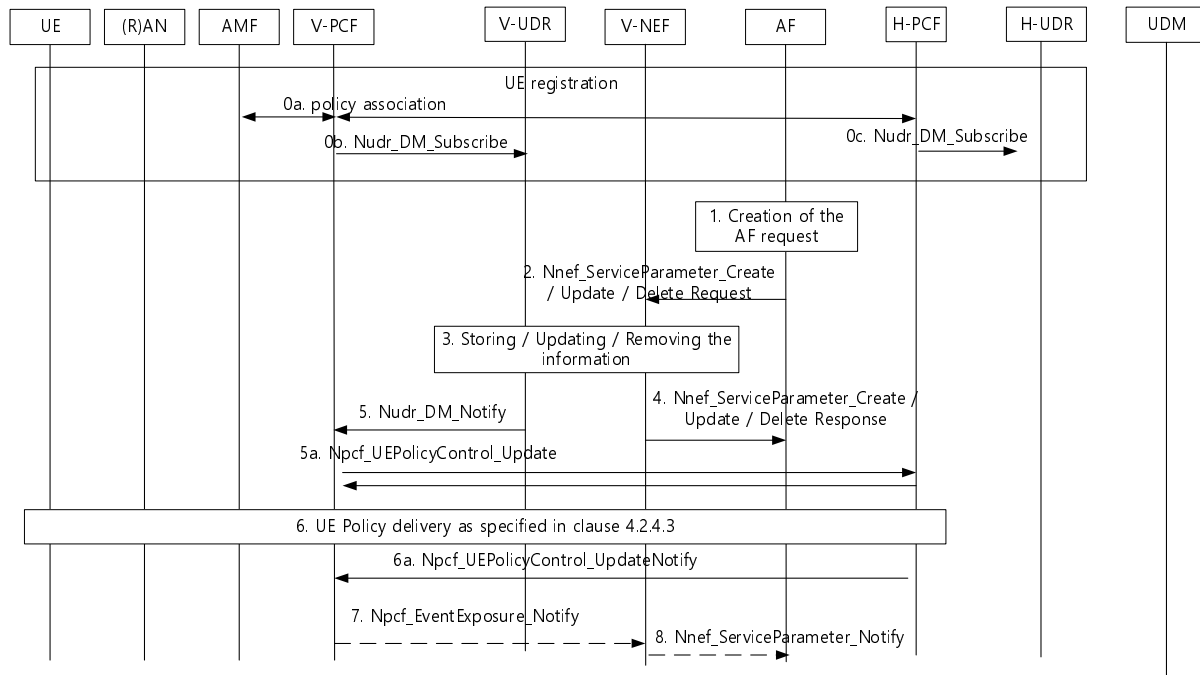 UE
(R)AN
AMF
V-PCF
V-UDR
V-NEF
AF
H-PCF
H-UDR
UDM
UE registration
0a. policy association
0b. Nudr_DM_Subscribe
0c. Nudr_DM_Subscribe
1. Creation of the
AF request
2. Nnef_ServiceParameter_Create
/ Update / Delete Request
3. Storing / Updating / Removing the
information
4. Nnef_ServiceParameter_Create /
Update / Delete Response
5. Nudr_DM_Notify
5a. Npcf_UEPolicyControl_Update
6. UE Policy delivery as specified in clause 4.2.4.3
6a. Npcf_UEPolicyControl_UpdateNotify
7. Npcf_EventExposure_Notify
8. Nnef_ServiceParameter_Notify